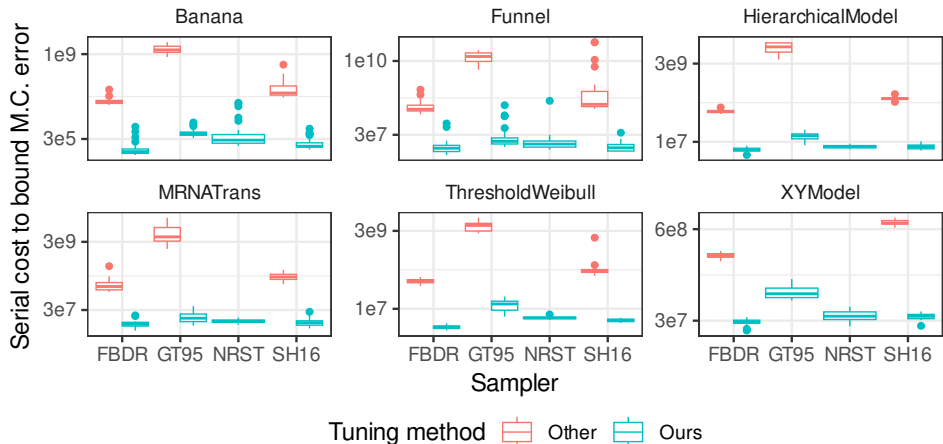 Banana
Funnel
HierarchicalModel
1e9
3e5
1e10
3e7
3e9
1e7
MRNATrans
ThresholdWeibull
XYModel
3e9
3e7
3e9
1e7
6e8
3e7
Serial cost to bound M.C. error
FBDR GT95 NRST SH16
FBDR GT95 NRST SH16
FBDR GT95 NRST SH16
Sampler
Tuning method Other Ours